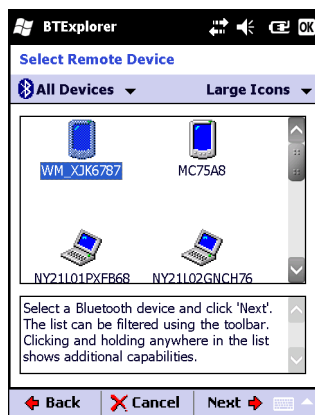 BTExplorer OK
Select Remote Device
All Devices Large Icons
WM_XJK6787 MC75A8
NY21L01PXFB68 NY21L02GNCH76
Select a Bluetooth device and click 'Next'.
The list can be filtered using the toolbar.
Clicking and holding anywhere in the list
shows additional capabilities.
Back Cancel Next